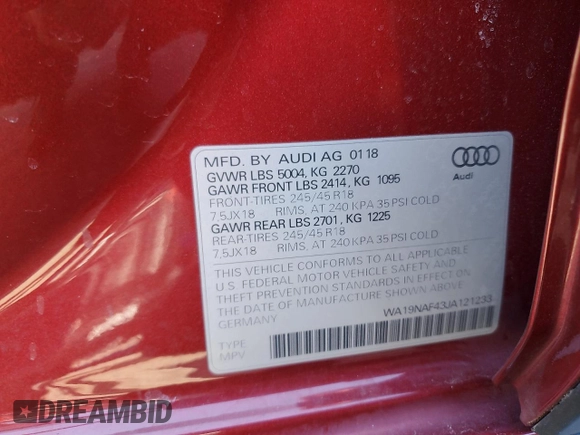 MFD. BY AUDI AG 01 18
GVWR LBS 5004, KG 2270
GAWR FRONT LBS 2414, KG 1095
FRONT-TIRES 245/45 R18
7,5JX18 RIMS, AT 240 KPA 35 PSI COLD
GAWR REAR LBS 2701, KG 1225
REAR-TIRES 245/45 R18
7,5JX18 RIMS, AT 240 KPA 35 PSI COLD
THIS VEHICLE CONFORMS TO ALL APPLICABLE
U.S. FEDERAL MOTOR VEHICLE SAFETY AND
THEFT PREVENTION STANDARDS IN EFFECT ON
THE DATE OF MANUFACTURE SHOWN ABOVE.
GERMANY
WA19NAF43JA121233
TYPE
MPV
Audi
DREAMBID